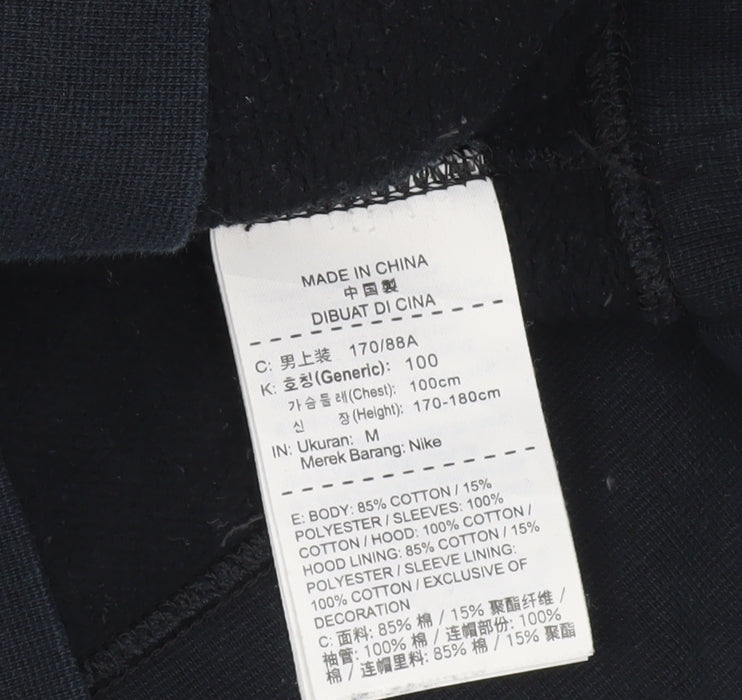 MADE IN CHINA
中国製
DIBUAT DI CINA
C: 男上装 170/88A
K: 호칭(Generic): 100
가슴둘레(Chest): 100cm
신 장(Height): 170-180cm
IN: Ukuran: M
Merek Barang: Nike
E: BODY: 85% COTTON / 15%
POLYESTER / SLEEVES: 100%
COTTON / HOOD: 100% COTTON /
HOOD LINING: 85% COTTON / 15%
POLYESTER / SLEEVE LINING:
100% COTTON / EXCLUSIVE OF
DECORATION
C: 面料: 85% 棉 / 15% 聚酯纤维 /
袖管: 100% 棉 / 连帽部份: 100%
棉 / 连帽里料: 85% 棉 / 15% 聚酯